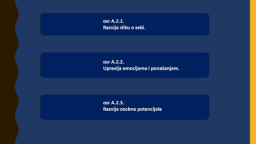 osr A.2.1.
Razvija sliku o sebi.
osr A.2.2.
Upravlja emocijama i ponašanjem.
osr A.2.3.
Razvija osobne potencijale